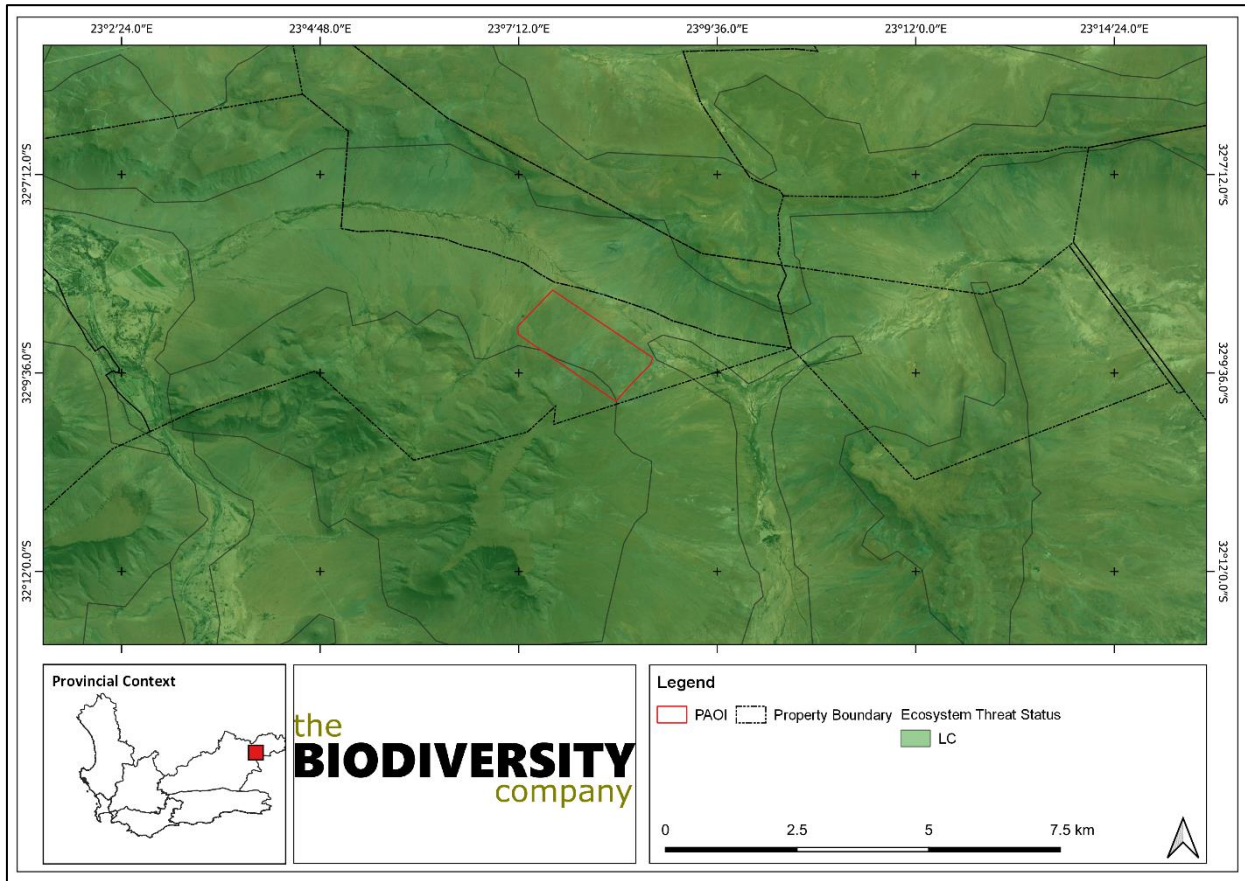 23°2'24.0"E 23°4'48.0"E 23°7'12.0"E 23°9'36.0"E 23°12'0.0"E 23°14'24.0"E
32°7'12.0"S 32°7'12.0"S
32°9'36.0"S 32°9'36.0"S
32°12'0.0"S 32°12'0.0"S
Provincial Context
the
BIODIVERSITY
company
Legend
PAOI Property Boundary Ecosystem Threat Status
LC
0 2.5 5 7.5 km